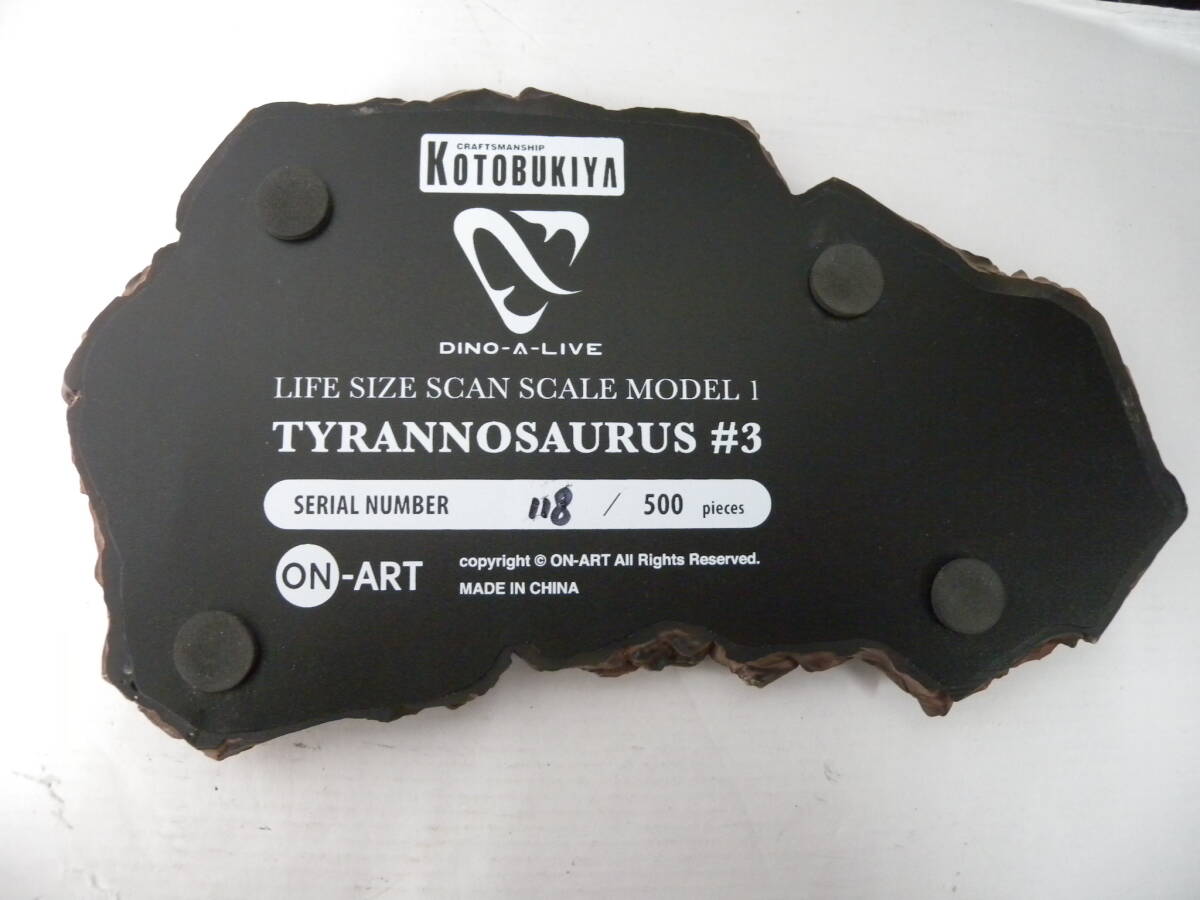 CRAFTSMANSHIP
KOTOBUKIYA
DINO-A-LIVE
LIFE SIZE SCAN SCALE MODEL 1
TYRANNOSAURUS #3
SERIAL NUMBER 118 / 500 pieces
ON-ART
copyright © ON-ART All Rights Reserved.
MADE IN CHINA